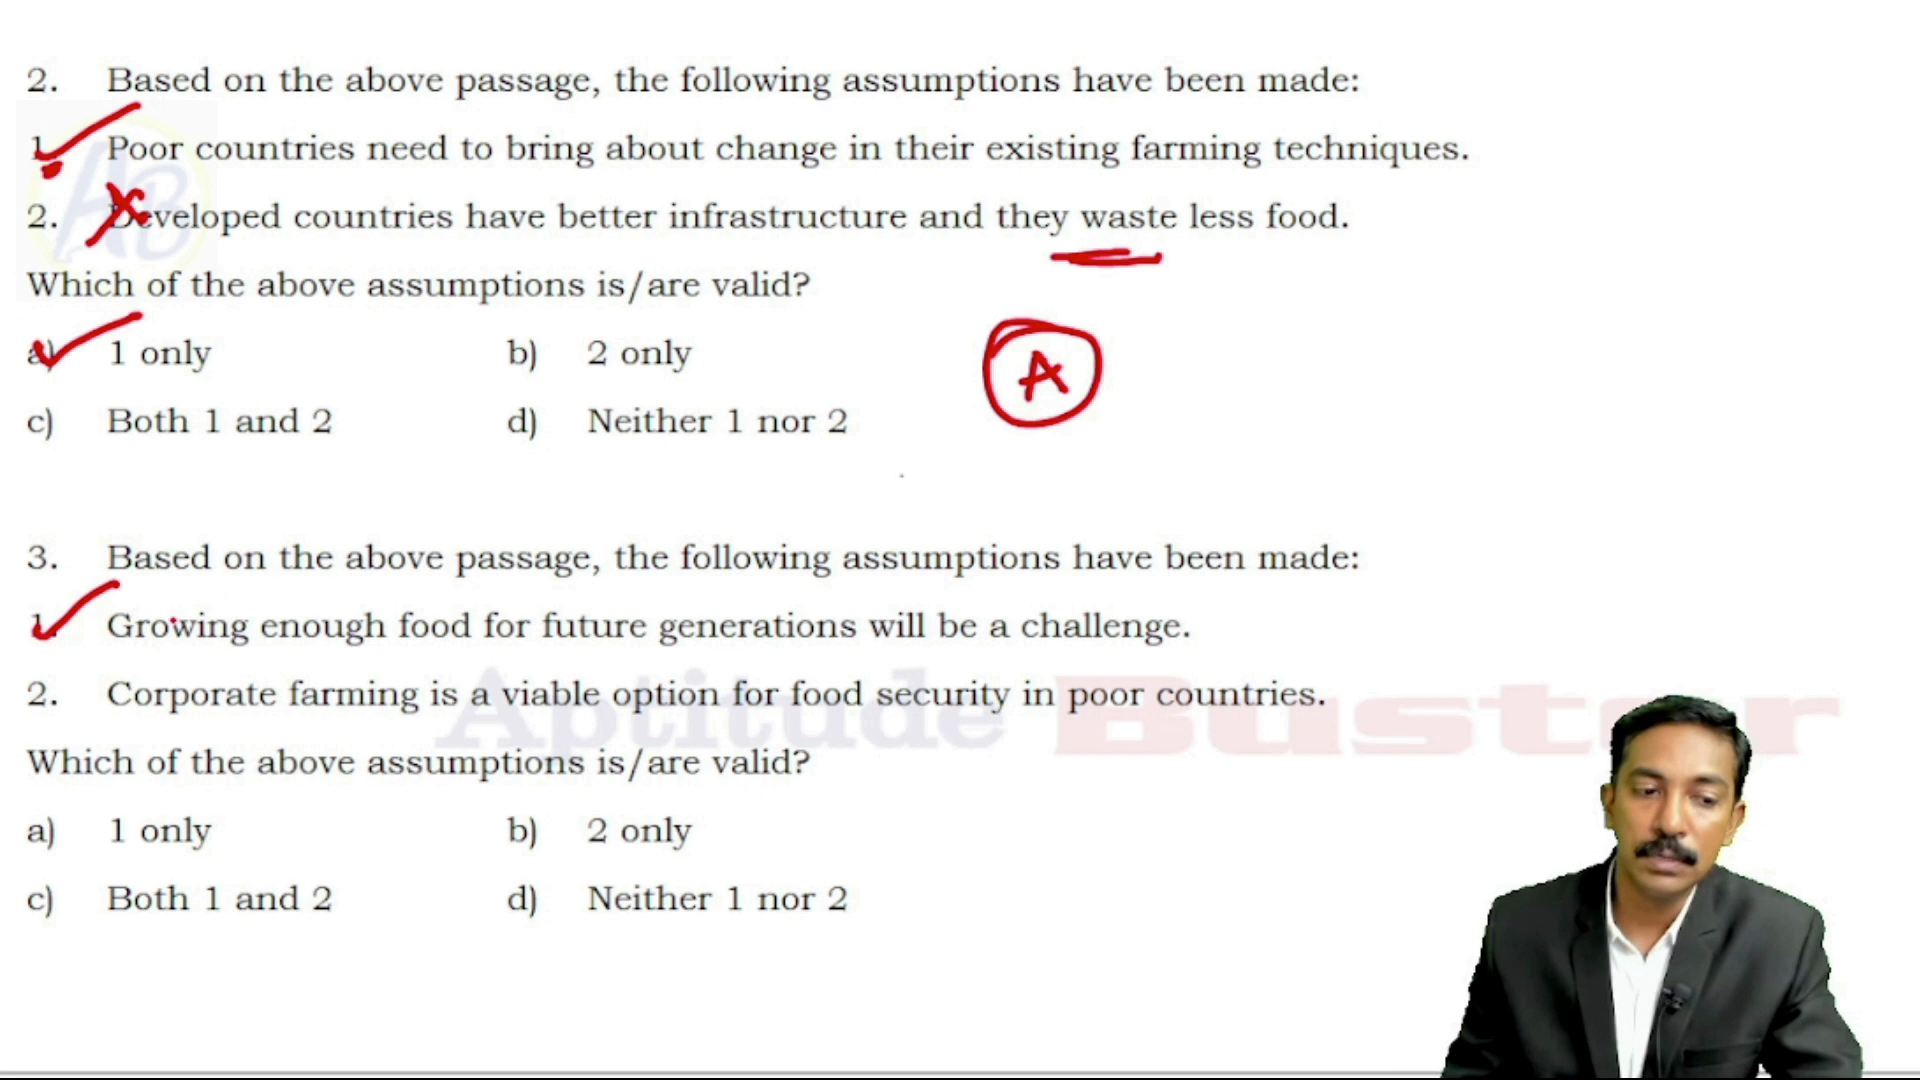 2. Based on the above passage, the following assumptions have been made:
1. Poor countries need to bring about change in their existing farming techniques.
2. Developed countries have better infrastructure and they waste less food.
Which of the above assumptions is/are valid?
a) 1 only b) 2 only
A
c) Both 1 and 2 d) Neither 1 nor 2
3. Based on the above passage, the following assumptions have been made:
1. Growing enough food for future generations will be a challenge.
2. Corporate farming is a viable option for food security in poor countries.
Aptitude Buster
Which of the above assumptions is/are valid?
a) 1 only b) 2 only
c) Both 1 and 2 d) Neither 1 nor 2
AB